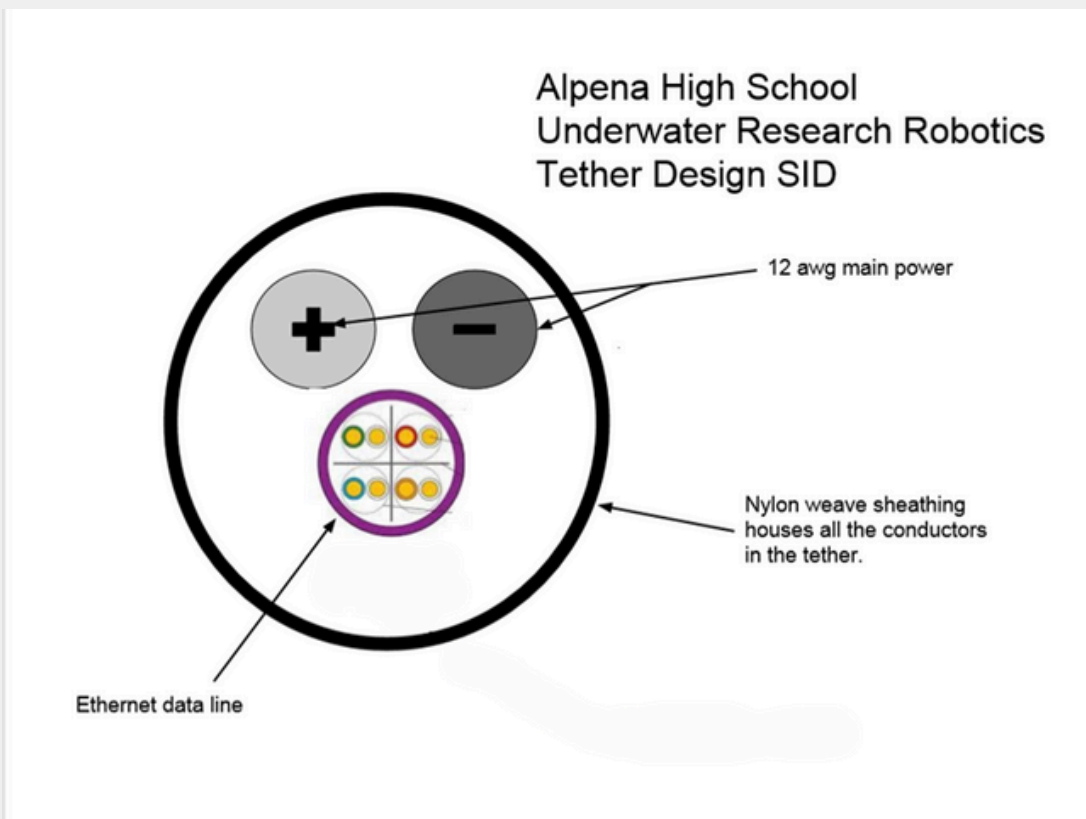 Alpena High School
Underwater Research Robotics
Tether Design SID
12 awg main power
+
−
Nylon weave sheathing
houses all the conductors
in the tether.
Ethernet data line